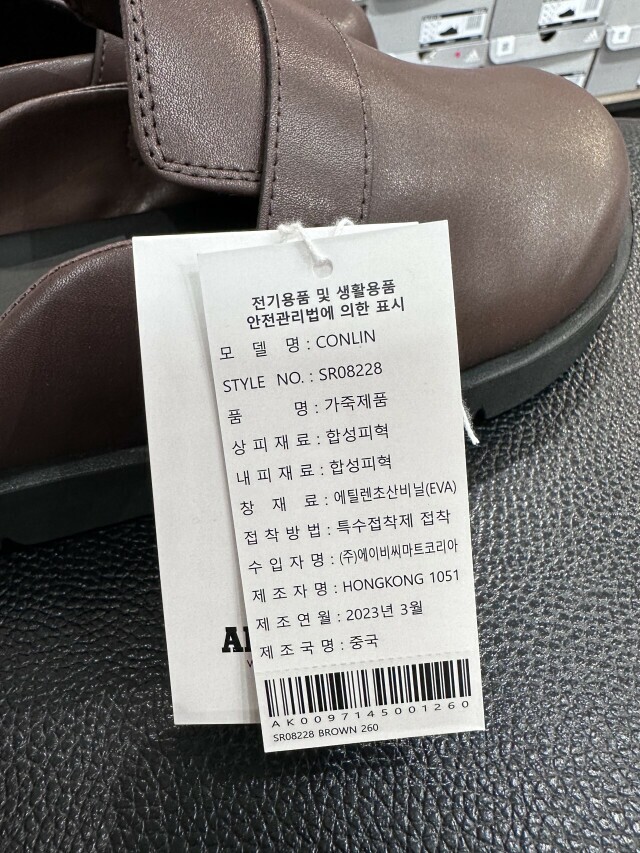 전기용품 및 생활용품
안전관리법에 의한 표시
모 델 명 : CONLIN
STYLE NO. : SR08228
품 명 : 가죽제품
상 피 재 료 : 합성피혁
내 피 재 료 : 합성피혁
창 재 료 : 에틸렌초산비닐(EVA)
접 착 방 법 : 특수접착제 접착
수 입 자 명 : (주)에이비씨마트코리아
제 조 자 명 : HONGKONG 1051
제 조 연 월 : 2023년 3월
제 조 국 명 : 중국
AK0097145001260
SR08228 BROWN 260